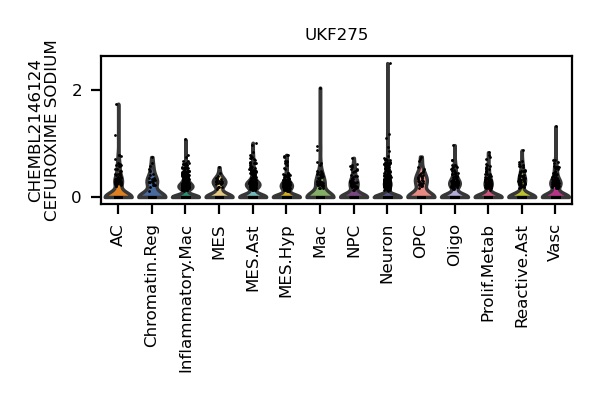 UKF275
CHEMBL2146124
CEFUROXIME SODIUM
2
0
AC
Chromatin.Reg
Inflammatory.Mac
MES
MES.Ast
MES.Hyp
Mac
NPC
Neuron
OPC
Oligo
Prolif.Metab
Reactive.Ast
Vasc